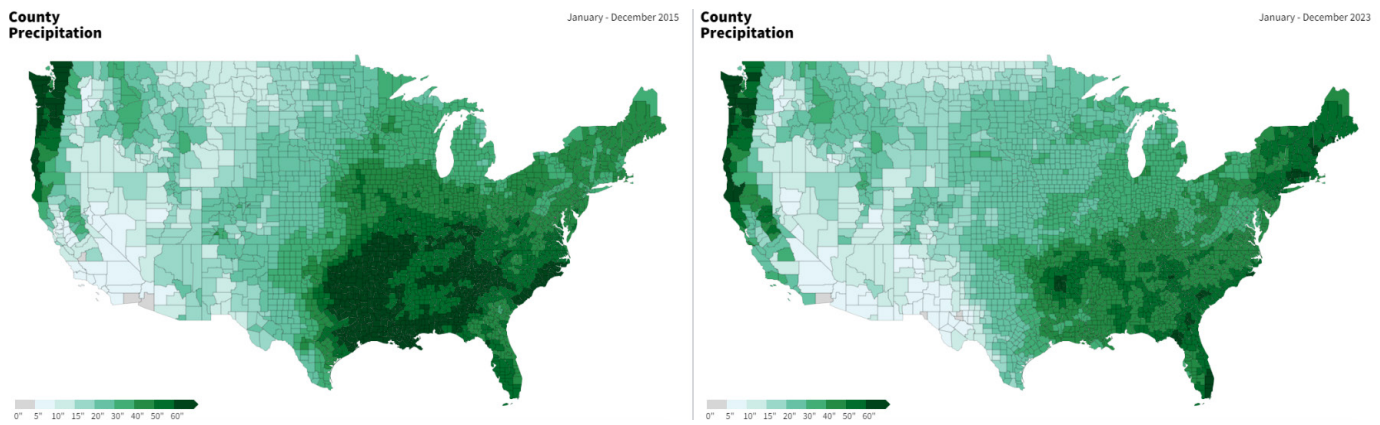 County
Precipitation
January - December 2015
0" 5" 10" 15" 20" 30" 40" 50" 60"
County
Precipitation
January - December 2023
0" 5" 10" 15" 20" 30" 40" 50" 60"